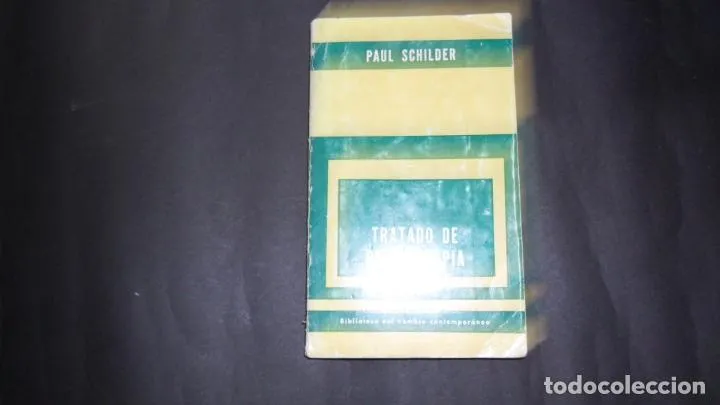 PAUL SCHILDER
TRATADO DE
Biblioteca del hombre contemporáneo
todocoleccion